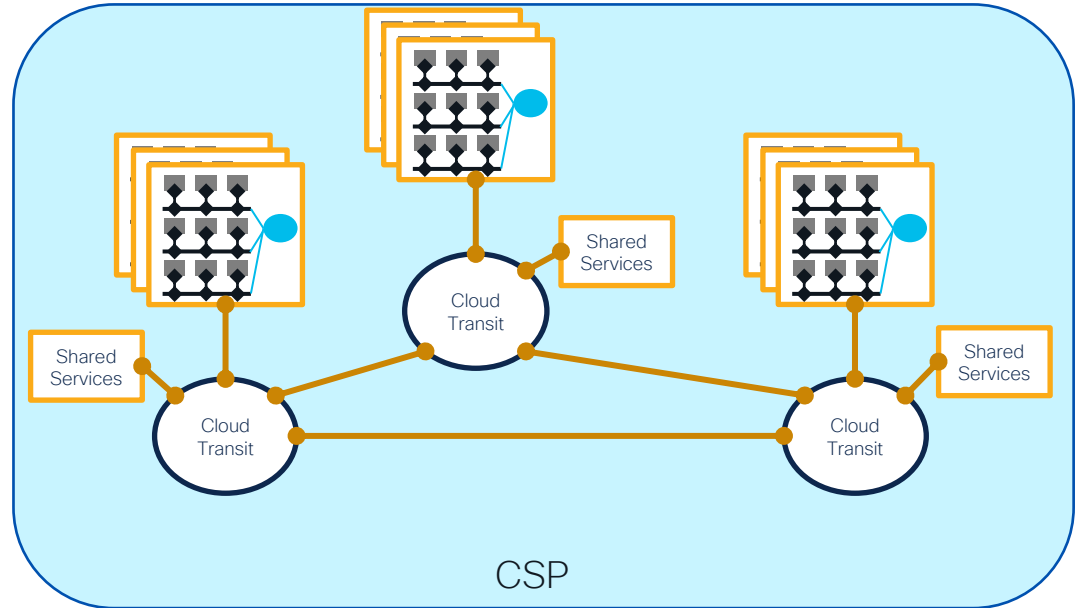 Shared
Services
Cloud
Transit
Shared
Services
Cloud
Transit
Shared
Services
Cloud
Transit
CSP